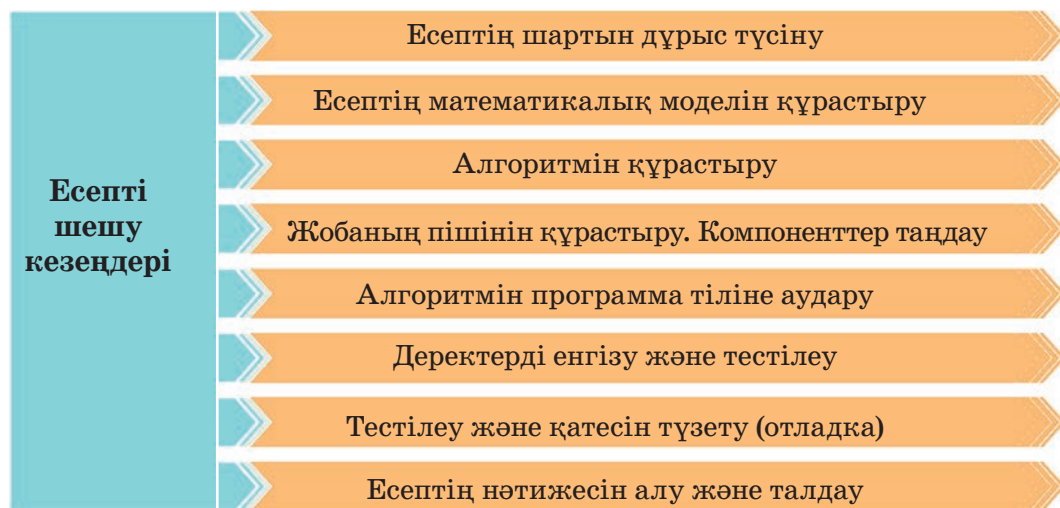 Есепті
шешу
кезеңдері
Есептің шартын дұрыс түсіну
Есептің математикалық моделін құрастыру
Алгоритмін құрастыру
Жобаның пішінін құрастыру. Компоненттер таңдау
Алгоритмін программа тіліне аудару
Деректерді енгізу және тестілеу
Тестілеу және қатесін түзету (отладка)
Есептің нәтижесін алу және талдау